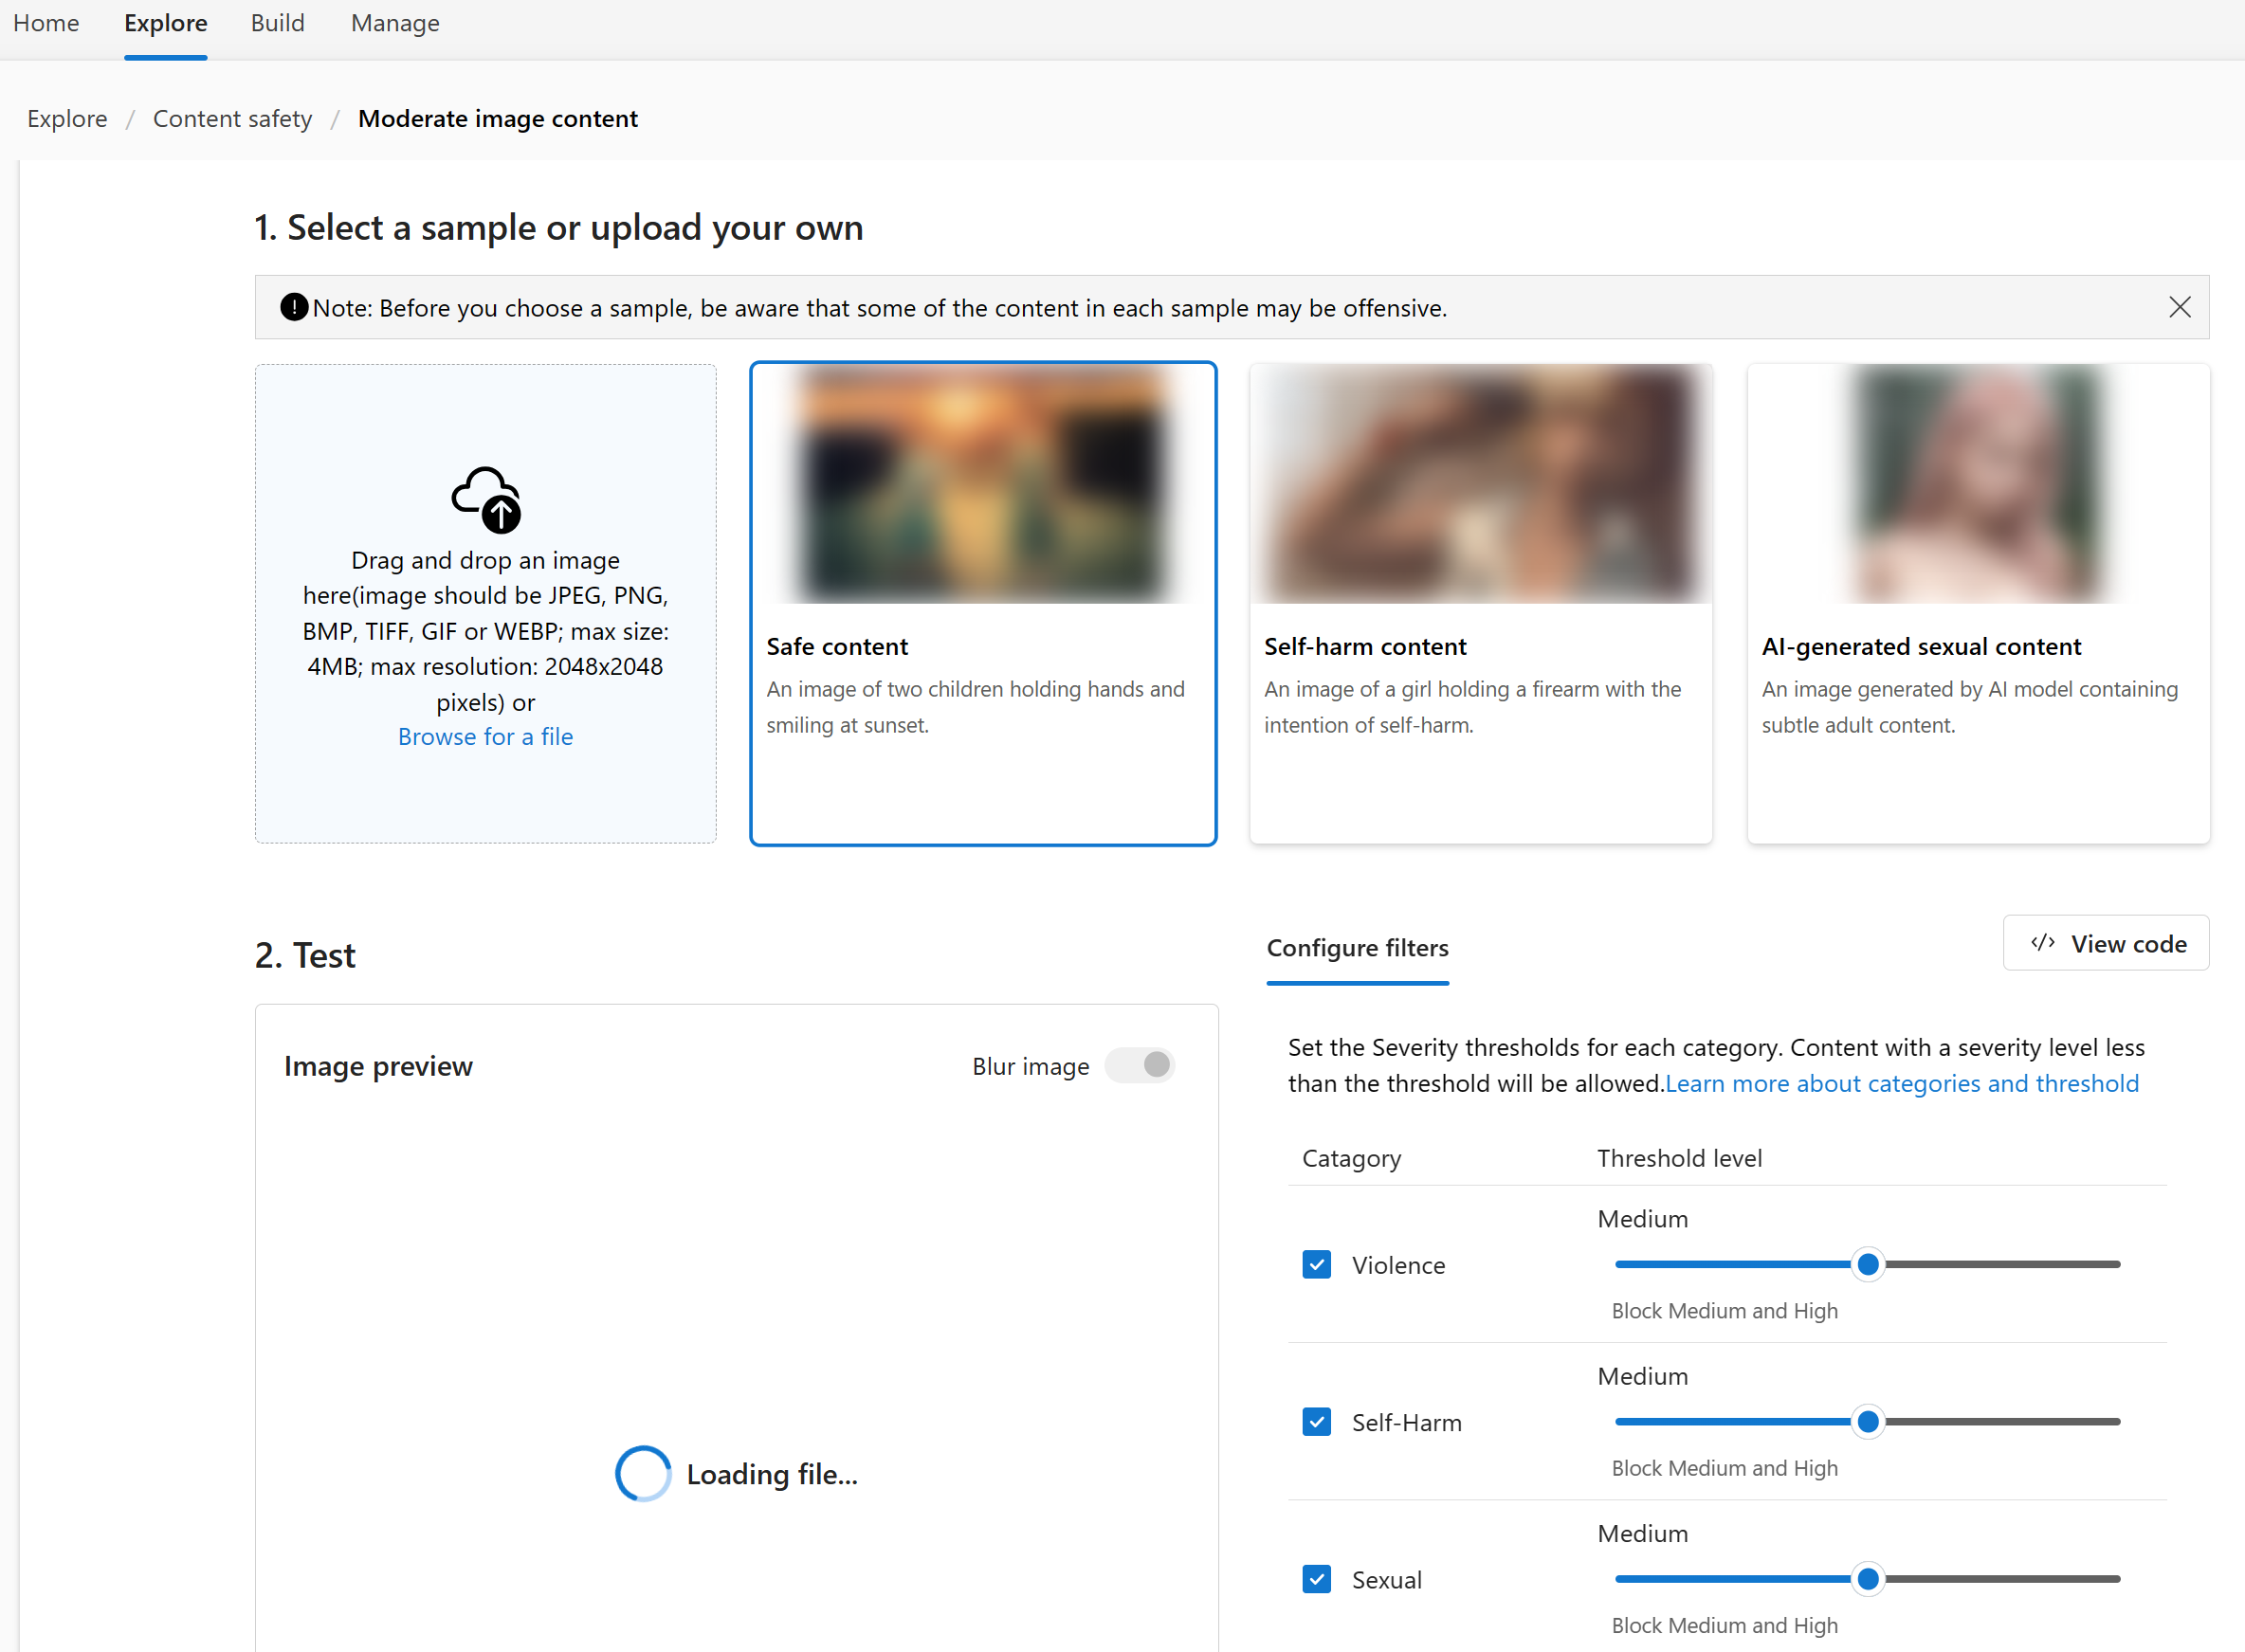 Home Explore Build Manage
Explore / Content safety / Moderate image content
1. Select a sample or upload your own
Note: Before you choose a sample, be aware that some of the content in each sample may be offensive.
Drag and drop an image
here(image should be JPEG, PNG,
BMP, TIFF, GIF or WEBP; max size:
4MB; max resolution: 2048x2048
pixels) or
Browse for a file
Safe content
An image of two children holding hands and
smiling at sunset.
Self-harm content
An image of a girl holding a firearm with the
intention of self-harm.
AI-generated sexual content
An image generated by AI model containing
subtle adult content.
2. Test
Image preview
Blur image
Loading file...
Configure filters
</> View code
Set the Severity thresholds for each category. Content with a severity level less
than the threshold will be allowed.Learn more about categories and threshold
Catagory Threshold level
Medium
Violence
Block Medium and High
Medium
Self-Harm
Block Medium and High
Medium
Sexual
Block Medium and High